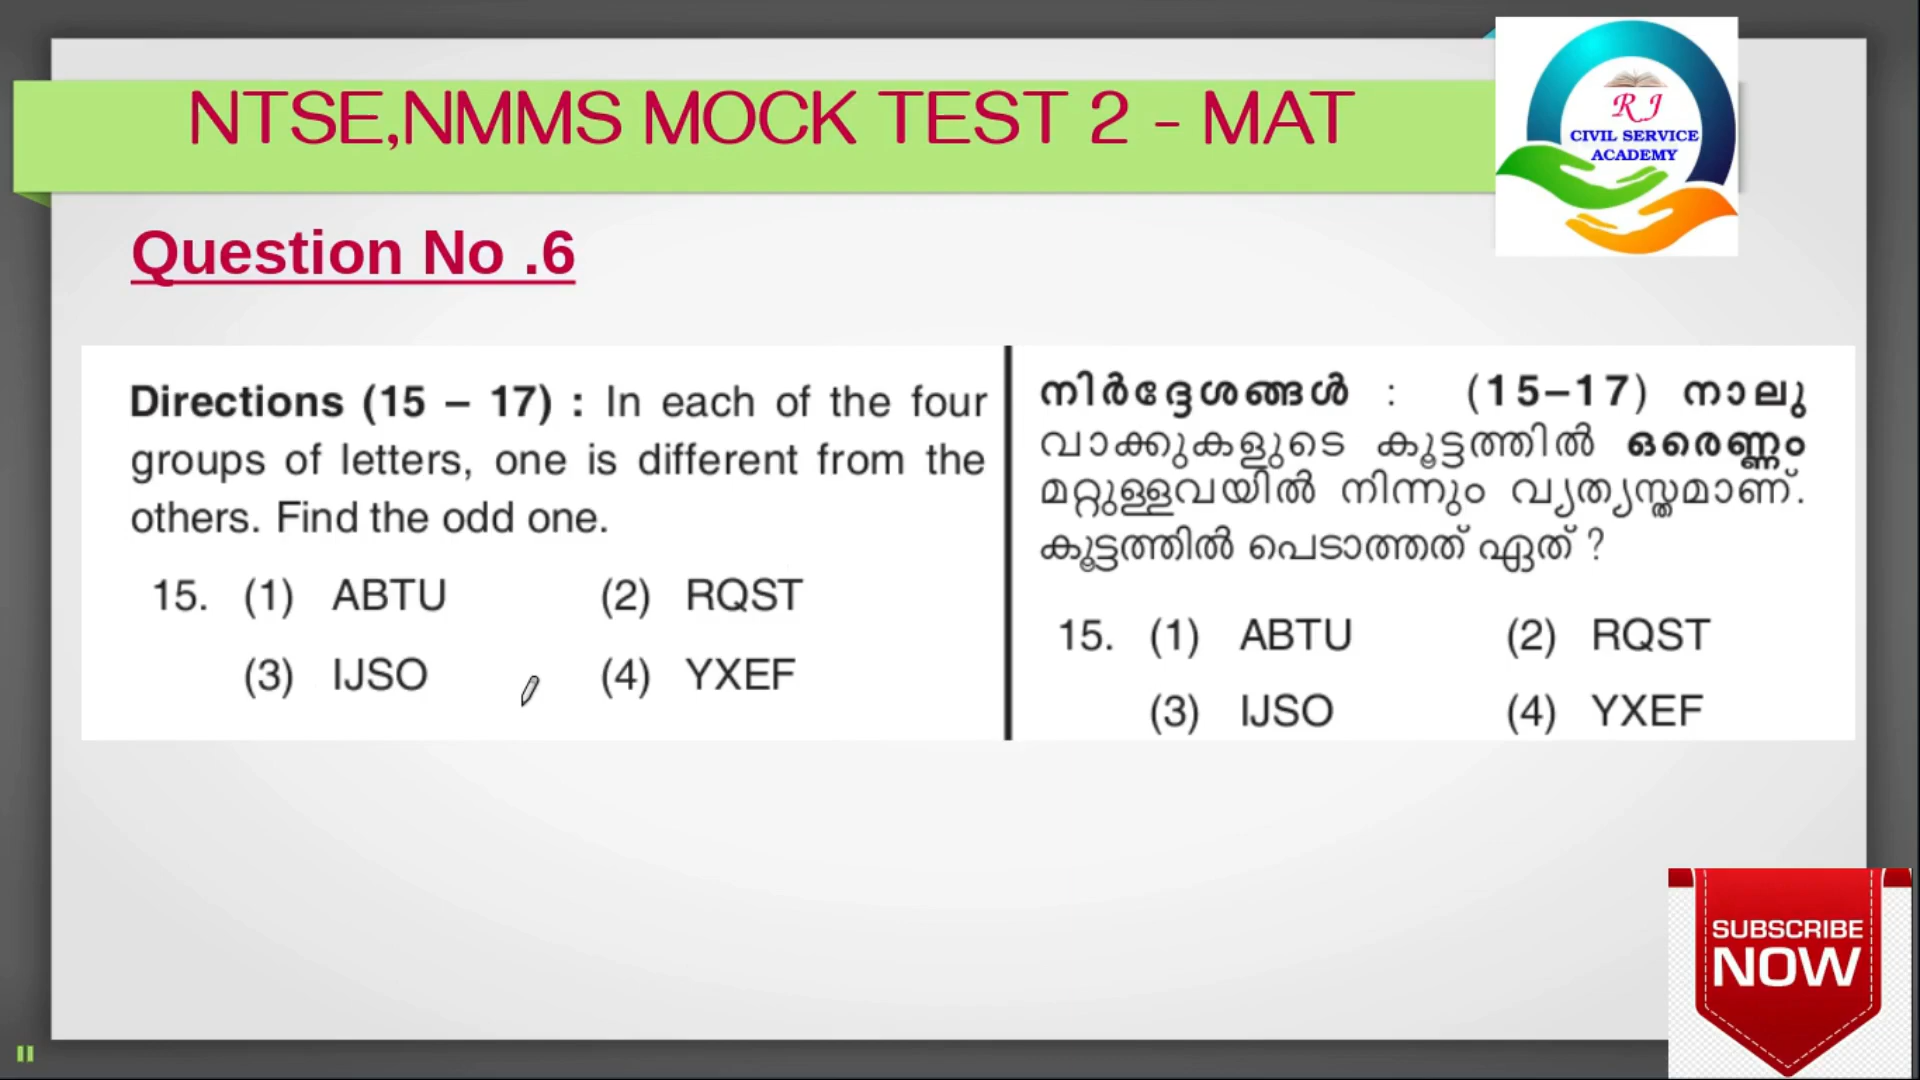 NTSE,NMMS MOCK TEST 2 - MAT
RJ
CIVIL SERVICE
ACADEMY
Question No .6
Directions (15 – 17) : In each of the four
groups of letters, one is different from the
others. Find the odd one.
15. (1) ABTU (2) RQST
(3) IJSO (4) YXEF
നിർദ്ദേശങ്ങൾ : (15–17) നാലു
വാക്കുകളുടെ കൂട്ടത്തിൽ ഒരെണ്ണം
മറ്റുള്ളവയിൽ നിന്നും വ്യത്യസ്തമാണ്.
കൂട്ടത്തിൽ പെടാത്തത് ഏത് ?
15. (1) ABTU (2) RQST
(3) IJSO (4) YXEF
SUBSCRIBE
NOW